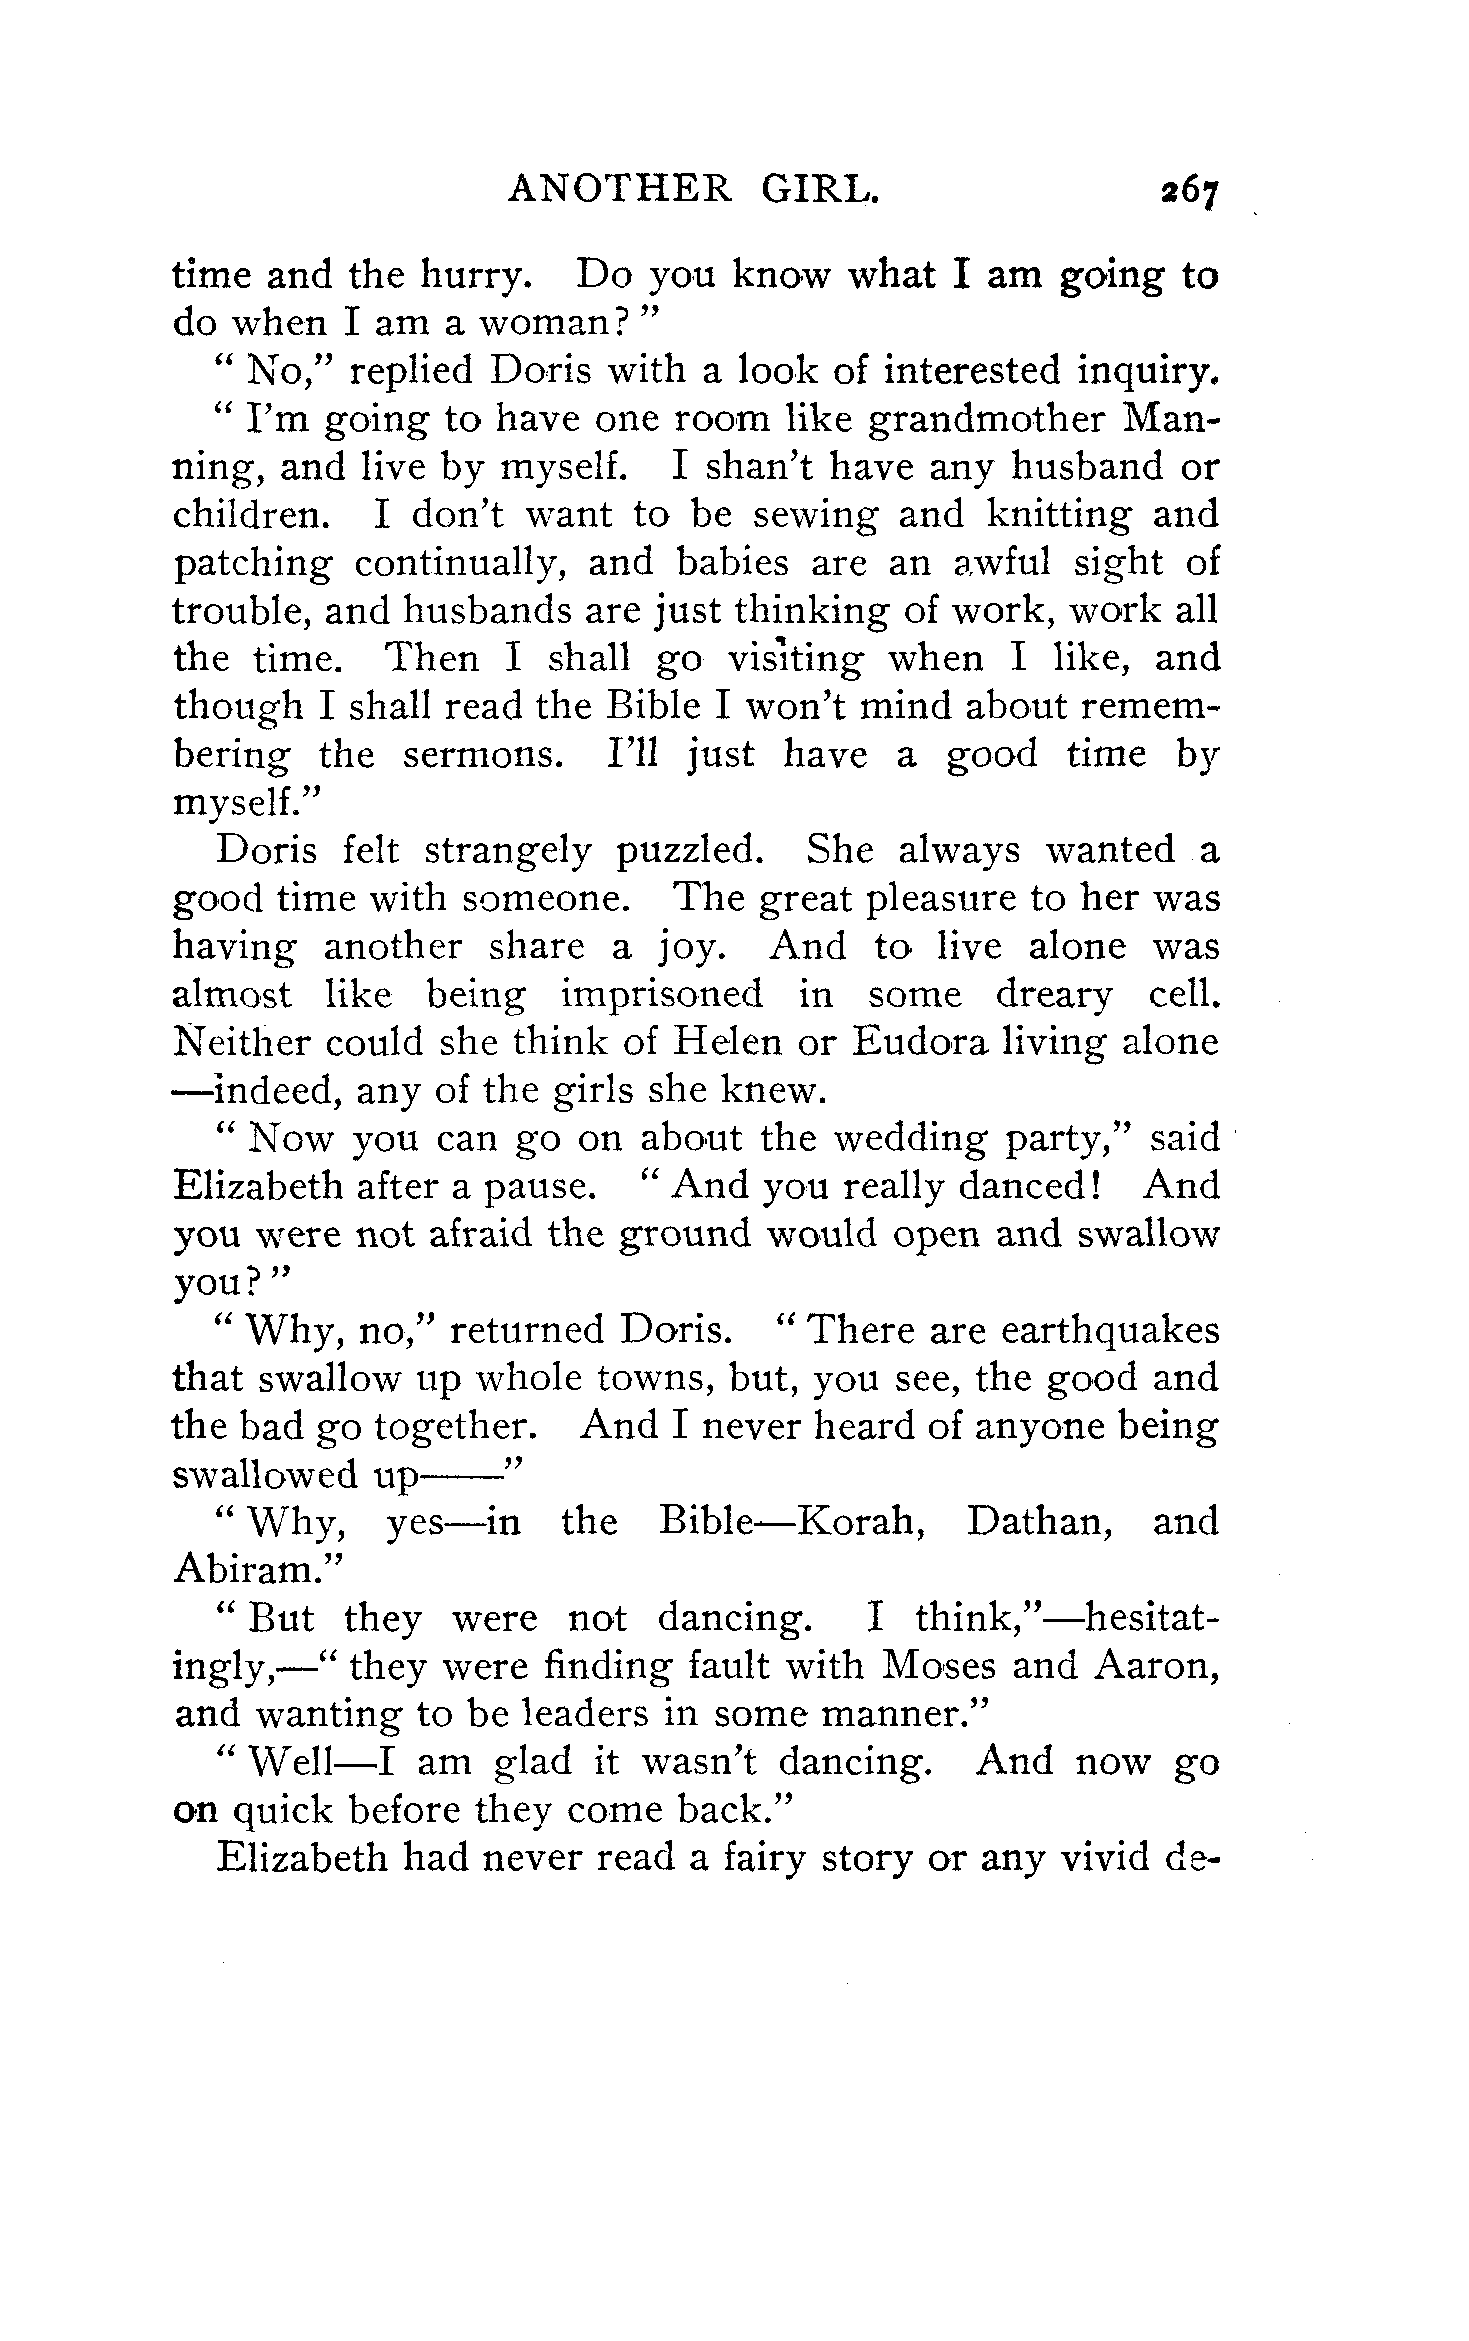 ANOTHER GIRL. 267
time and the hurry. Do you know what I am going to
do when I am a woman? "
" No," replied Doris with a look of interested inquiry.
" I'm going to have one room like grandmother Man-
ning, and live by myself. I shan't have any husband or
children. I don't want to be sewing and knitting and
patching continually, and babies are an awful sight of
trouble, and husbands are just thinking of work, work all
the time. Then I shall go visiting when I like, and
though I shall read the Bible I won't mind about remem-
bering the sermons. I'll just have a good time by
myself."
Doris felt strangely puzzled. She always wanted a
good time with someone. The great pleasure to her was
having another share a joy. And to live alone was
almost like being imprisoned in some dreary cell.
Neither could she think of Helen or Eudora living alone
—indeed, any of the girls she knew.
" Now you can go on about the wedding party," said
Elizabeth after a pause. " And you really danced! And
you were not afraid the ground would open and swallow
you? "
" Why, no," returned Doris. " There are earthquakes
that swallow up whole towns, but, you see, the good and
the bad go together. And I never heard of anyone being
swallowed up——"
" Why, yes—in the Bible—Korah, Dathan, and
Abiram."
" But they were not dancing. I think,"—hesitat-
ingly,—" they were finding fault with Moses and Aaron,
and wanting to be leaders in some manner."
" Well—I am glad it wasn't dancing. And now go
on quick before they come back."
Elizabeth had never read a fairy story or any vivid de-